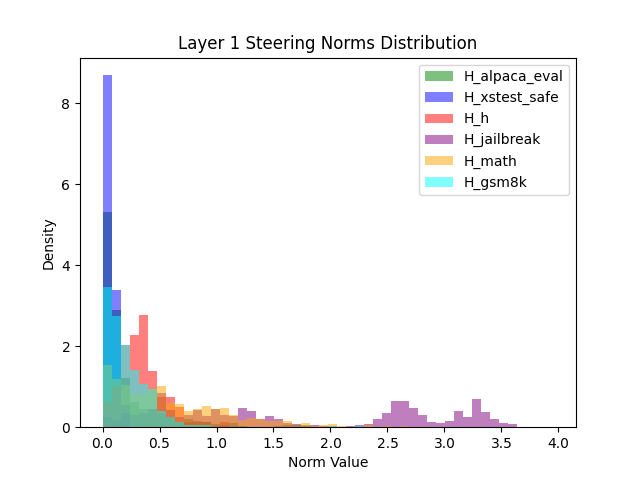 Layer 1 Steering Norms Distribution
H_alpaca_eval
H_xstest_safe
H_h
H_jailbreak
H_math
H_gsm8k
Density
8
6
4
2
0
0.0 0.5 1.0 1.5 2.0 2.5 3.0 3.5 4.0
Norm Value